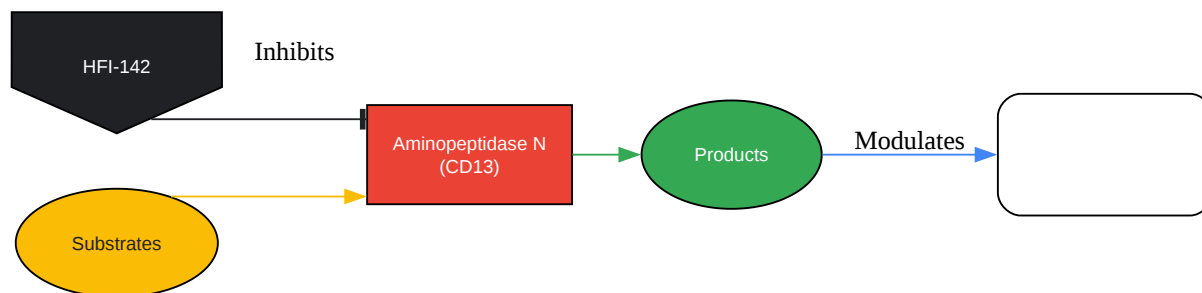 HFI-142
Inhibits
Aminopeptidase N
(CD13)
Products
Modulates
Substrates